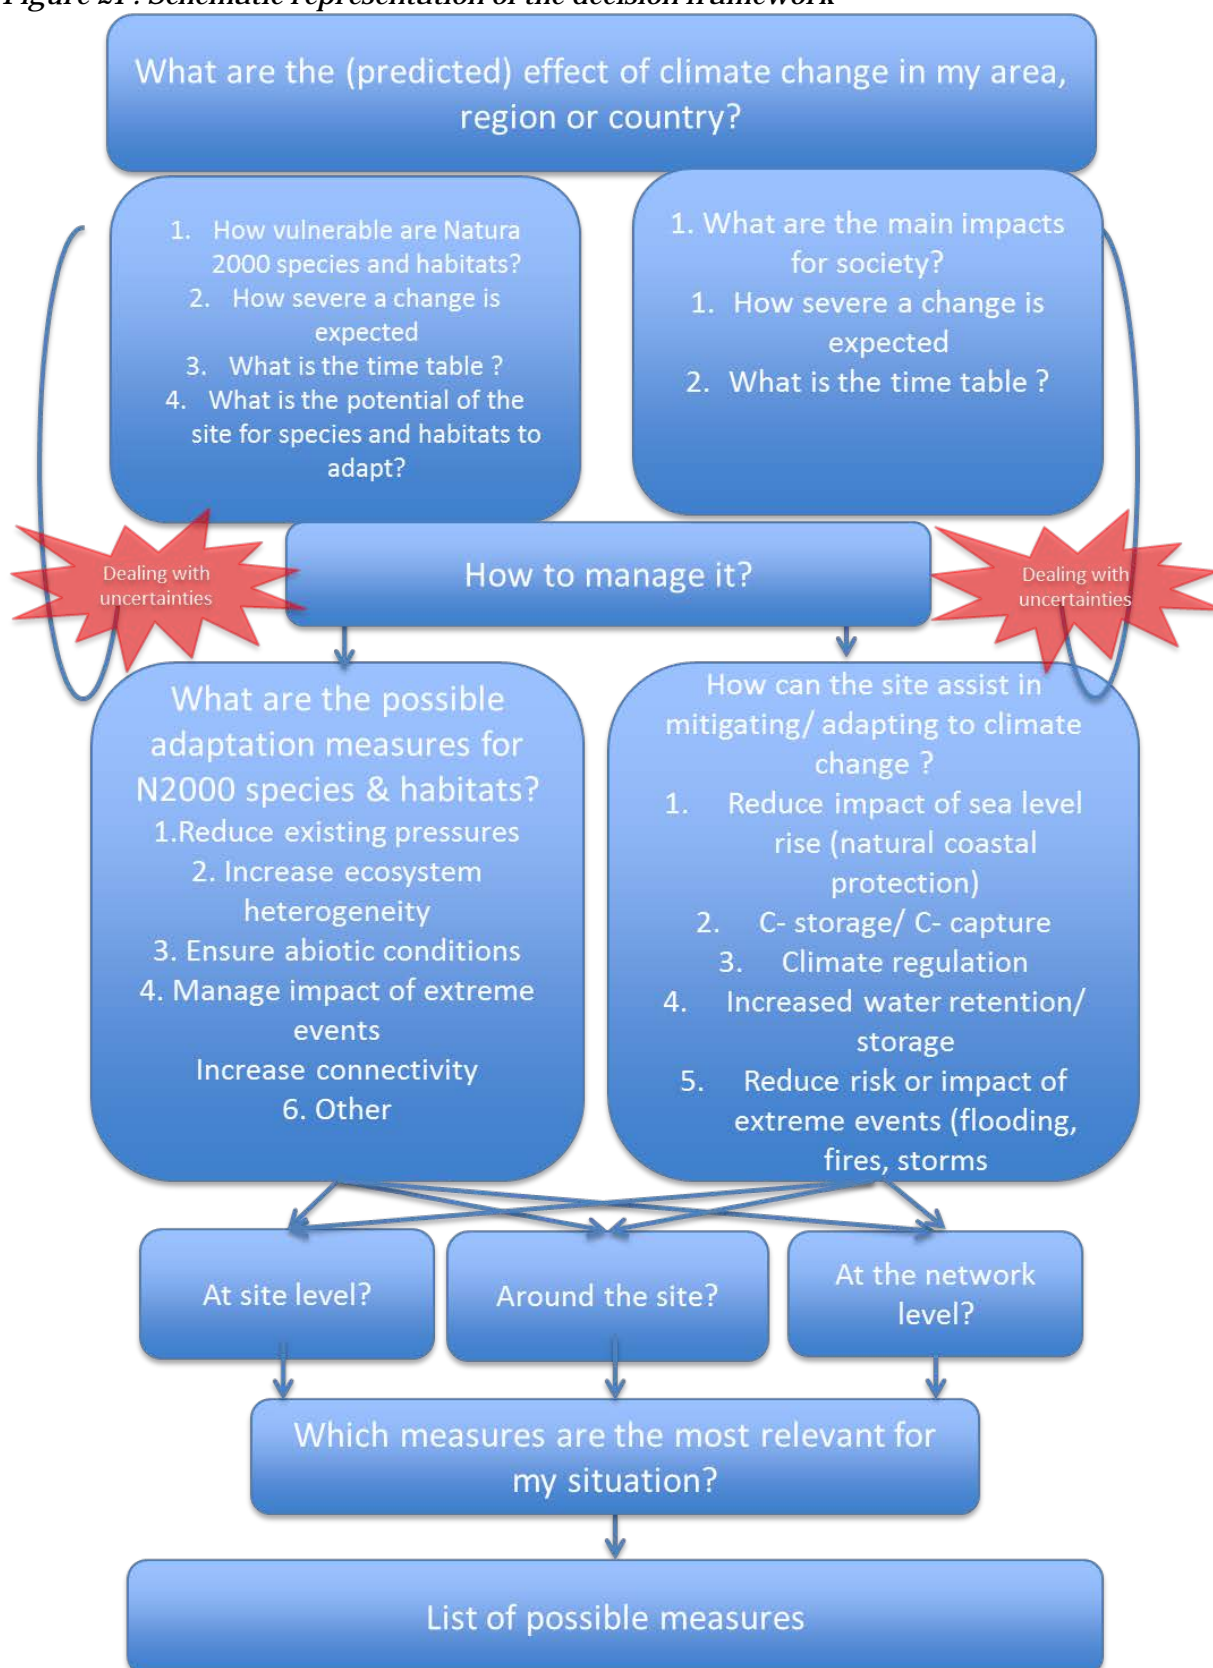 Figure 21 : Schematic representation of the decision framework
What are the (predicted) effect of climate change in my area,
region or country?
1. How vulnerable are Natura
2000 species and habitats?
2. How severe a change is
expected
3. What is the time table ?
4. What is the potential of the
site for species and habitats to
adapt?
1. What are the main impacts
for society?
1. How severe a change is
expected
2. What is the time table ?
Dealing with
uncertainties
How to manage it?
Dealing with
uncertainties
What are the possible
adaptation measures for
N2000 species & habitats?
1.Reduce existing pressures
2. Increase ecosystem
heterogeneity
3. Ensure abiotic conditions
4. Manage impact of extreme
events
Increase connectivity
6. Other
How can the site assist in
mitigating/ adapting to climate
change ?
1. Reduce impact of sea level
rise (natural coastal
protection)
2. C- storage/ C- capture
3. Climate regulation
4. Increased water retention/
storage
5. Reduce risk or impact of
extreme events (flooding,
fires, storms
At site level?
Around the site?
At the network
level?
Which measures are the most relevant for
my situation?
List of possible measures